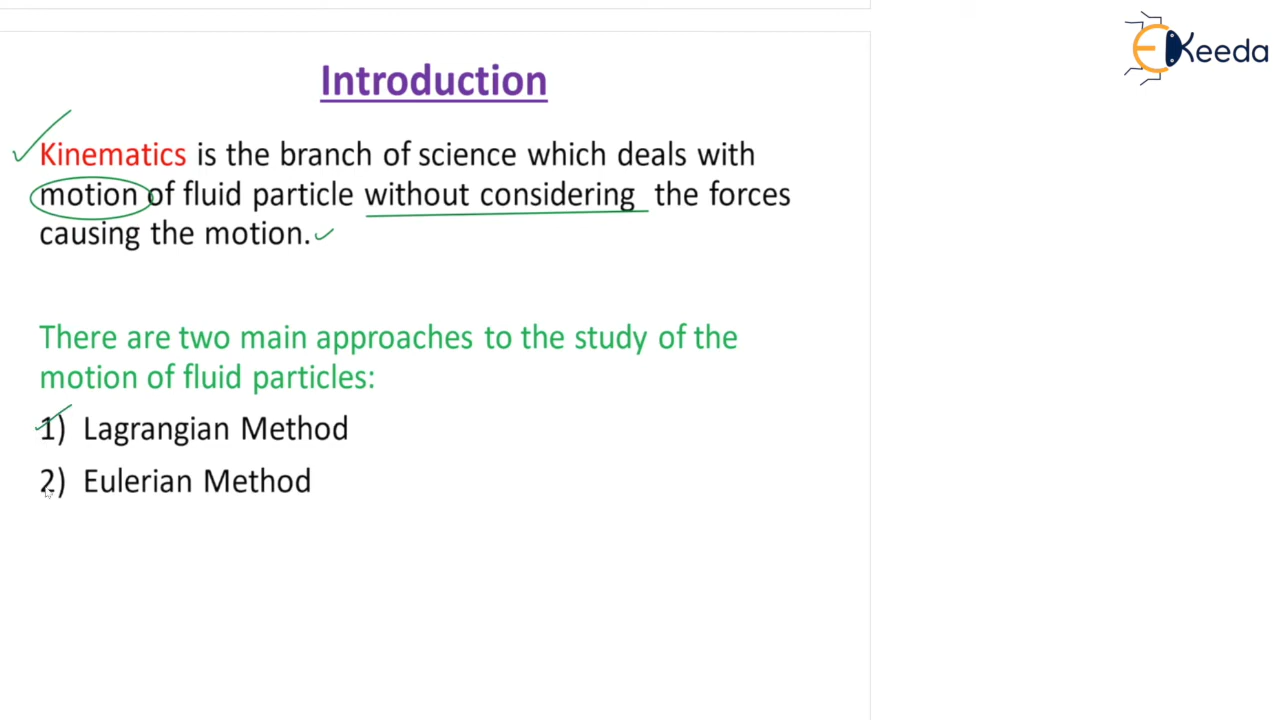 EKeeda
Introduction
Kinematics is the branch of science which deals with
motion of fluid particle without considering the forces
causing the motion.
There are two main approaches to the study of the
motion of fluid particles:
1) Lagrangian Method
2) Eulerian Method